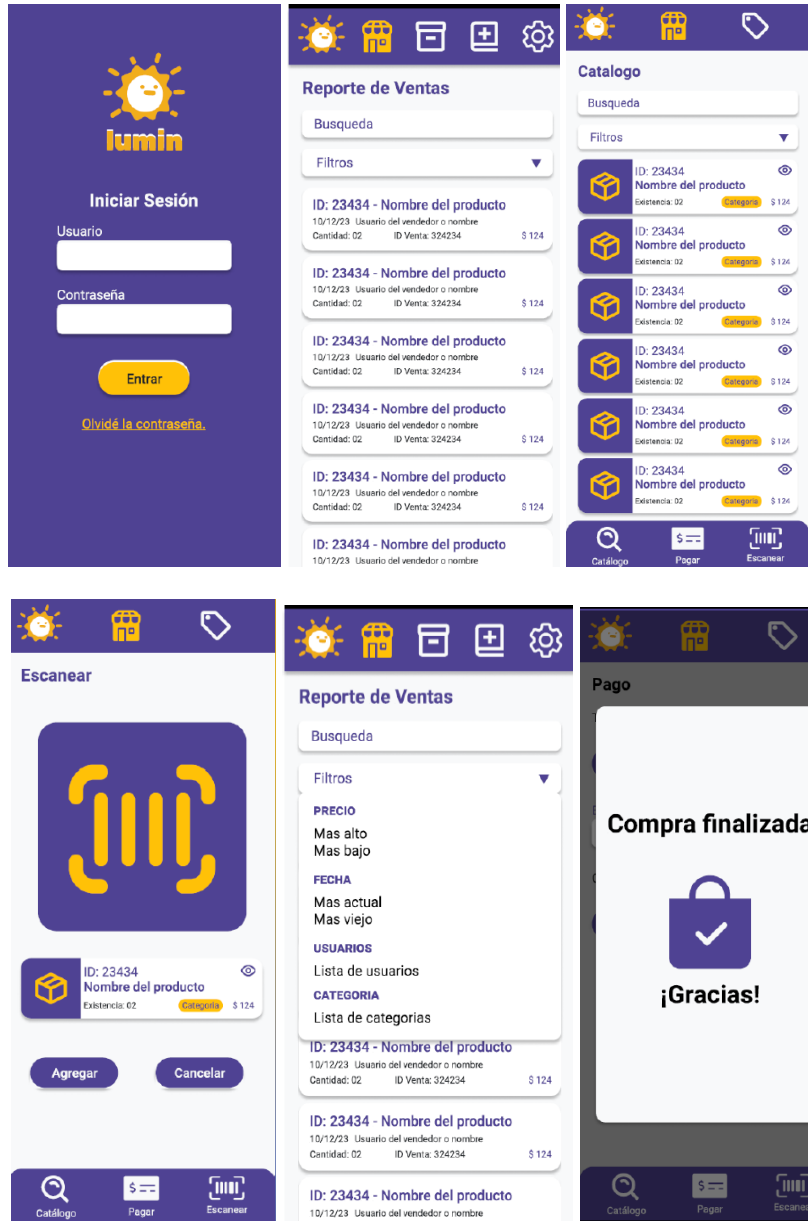 lumin
Iniciar Sesión
Usuario
Contraseña
Entrar
Olvidé la contraseña.
Reporte de Ventas
Busqueda
Filtros
ID: 23434 - Nombre del producto
10/12/23 Usuario del vendedor o nombre
Cantidad: 02 ID Venta: 324234 $ 124
ID: 23434 - Nombre del producto
10/12/23 Usuario del vendedor o nombre
Cantidad: 02 ID Venta: 324234 $ 124
ID: 23434 - Nombre del producto
10/12/23 Usuario del vendedor o nombre
Cantidad: 02 ID Venta: 324234 $ 124
ID: 23434 - Nombre del producto
10/12/23 Usuario del vendedor o nombre
Cantidad: 02 ID Venta: 324234 $ 124
ID: 23434 - Nombre del producto
10/12/23 Usuario del vendedor o nombre
Cantidad: 02 ID Venta: 324234 $ 124
ID: 23434 - Nombre del producto
10/12/23 Usuario del vendedor o nombre
Catalogo
Busqueda
Filtros
ID: 23434
Nombre del producto
Existencia: 02 Categoria $ 124
ID: 23434
Nombre del producto
Existencia: 02 Categoria $ 124
ID: 23434
Nombre del producto
Existencia: 02 Categoria $ 124
ID: 23434
Nombre del producto
Existencia: 02 Categoria $ 124
ID: 23434
Nombre del producto
Existencia: 02 Categoria $ 124
ID: 23434
Nombre del producto
Existencia: 02 Categoria $ 124
Catálogo Pagar Escanear
Escanear
ID: 23434
Nombre del producto
Existencia: 02 Categoria $ 124
Agregar Cancelar
Catálogo Pagar Escanear
Reporte de Ventas
Busqueda
Filtros
PRECIO
Mas alto
Mas bajo
FECHA
Mas actual
Mas viejo
USUARIOS
Lista de usuarios
CATEGORIA
Lista de categorias
ID: 23434 - Nombre del producto
10/12/23 Usuario del vendedor o nombre
Cantidad: 02 ID Venta: 324234 $ 124
ID: 23434 - Nombre del producto
10/12/23 Usuario del vendedor o nombre
Cantidad: 02 ID Venta: 324234 $ 124
ID: 23434 - Nombre del producto
10/12/23 Usuario del vendedor o nombre
Pago
Compra finalizada
¡Gracias!
Catálogo Pagar Escanear